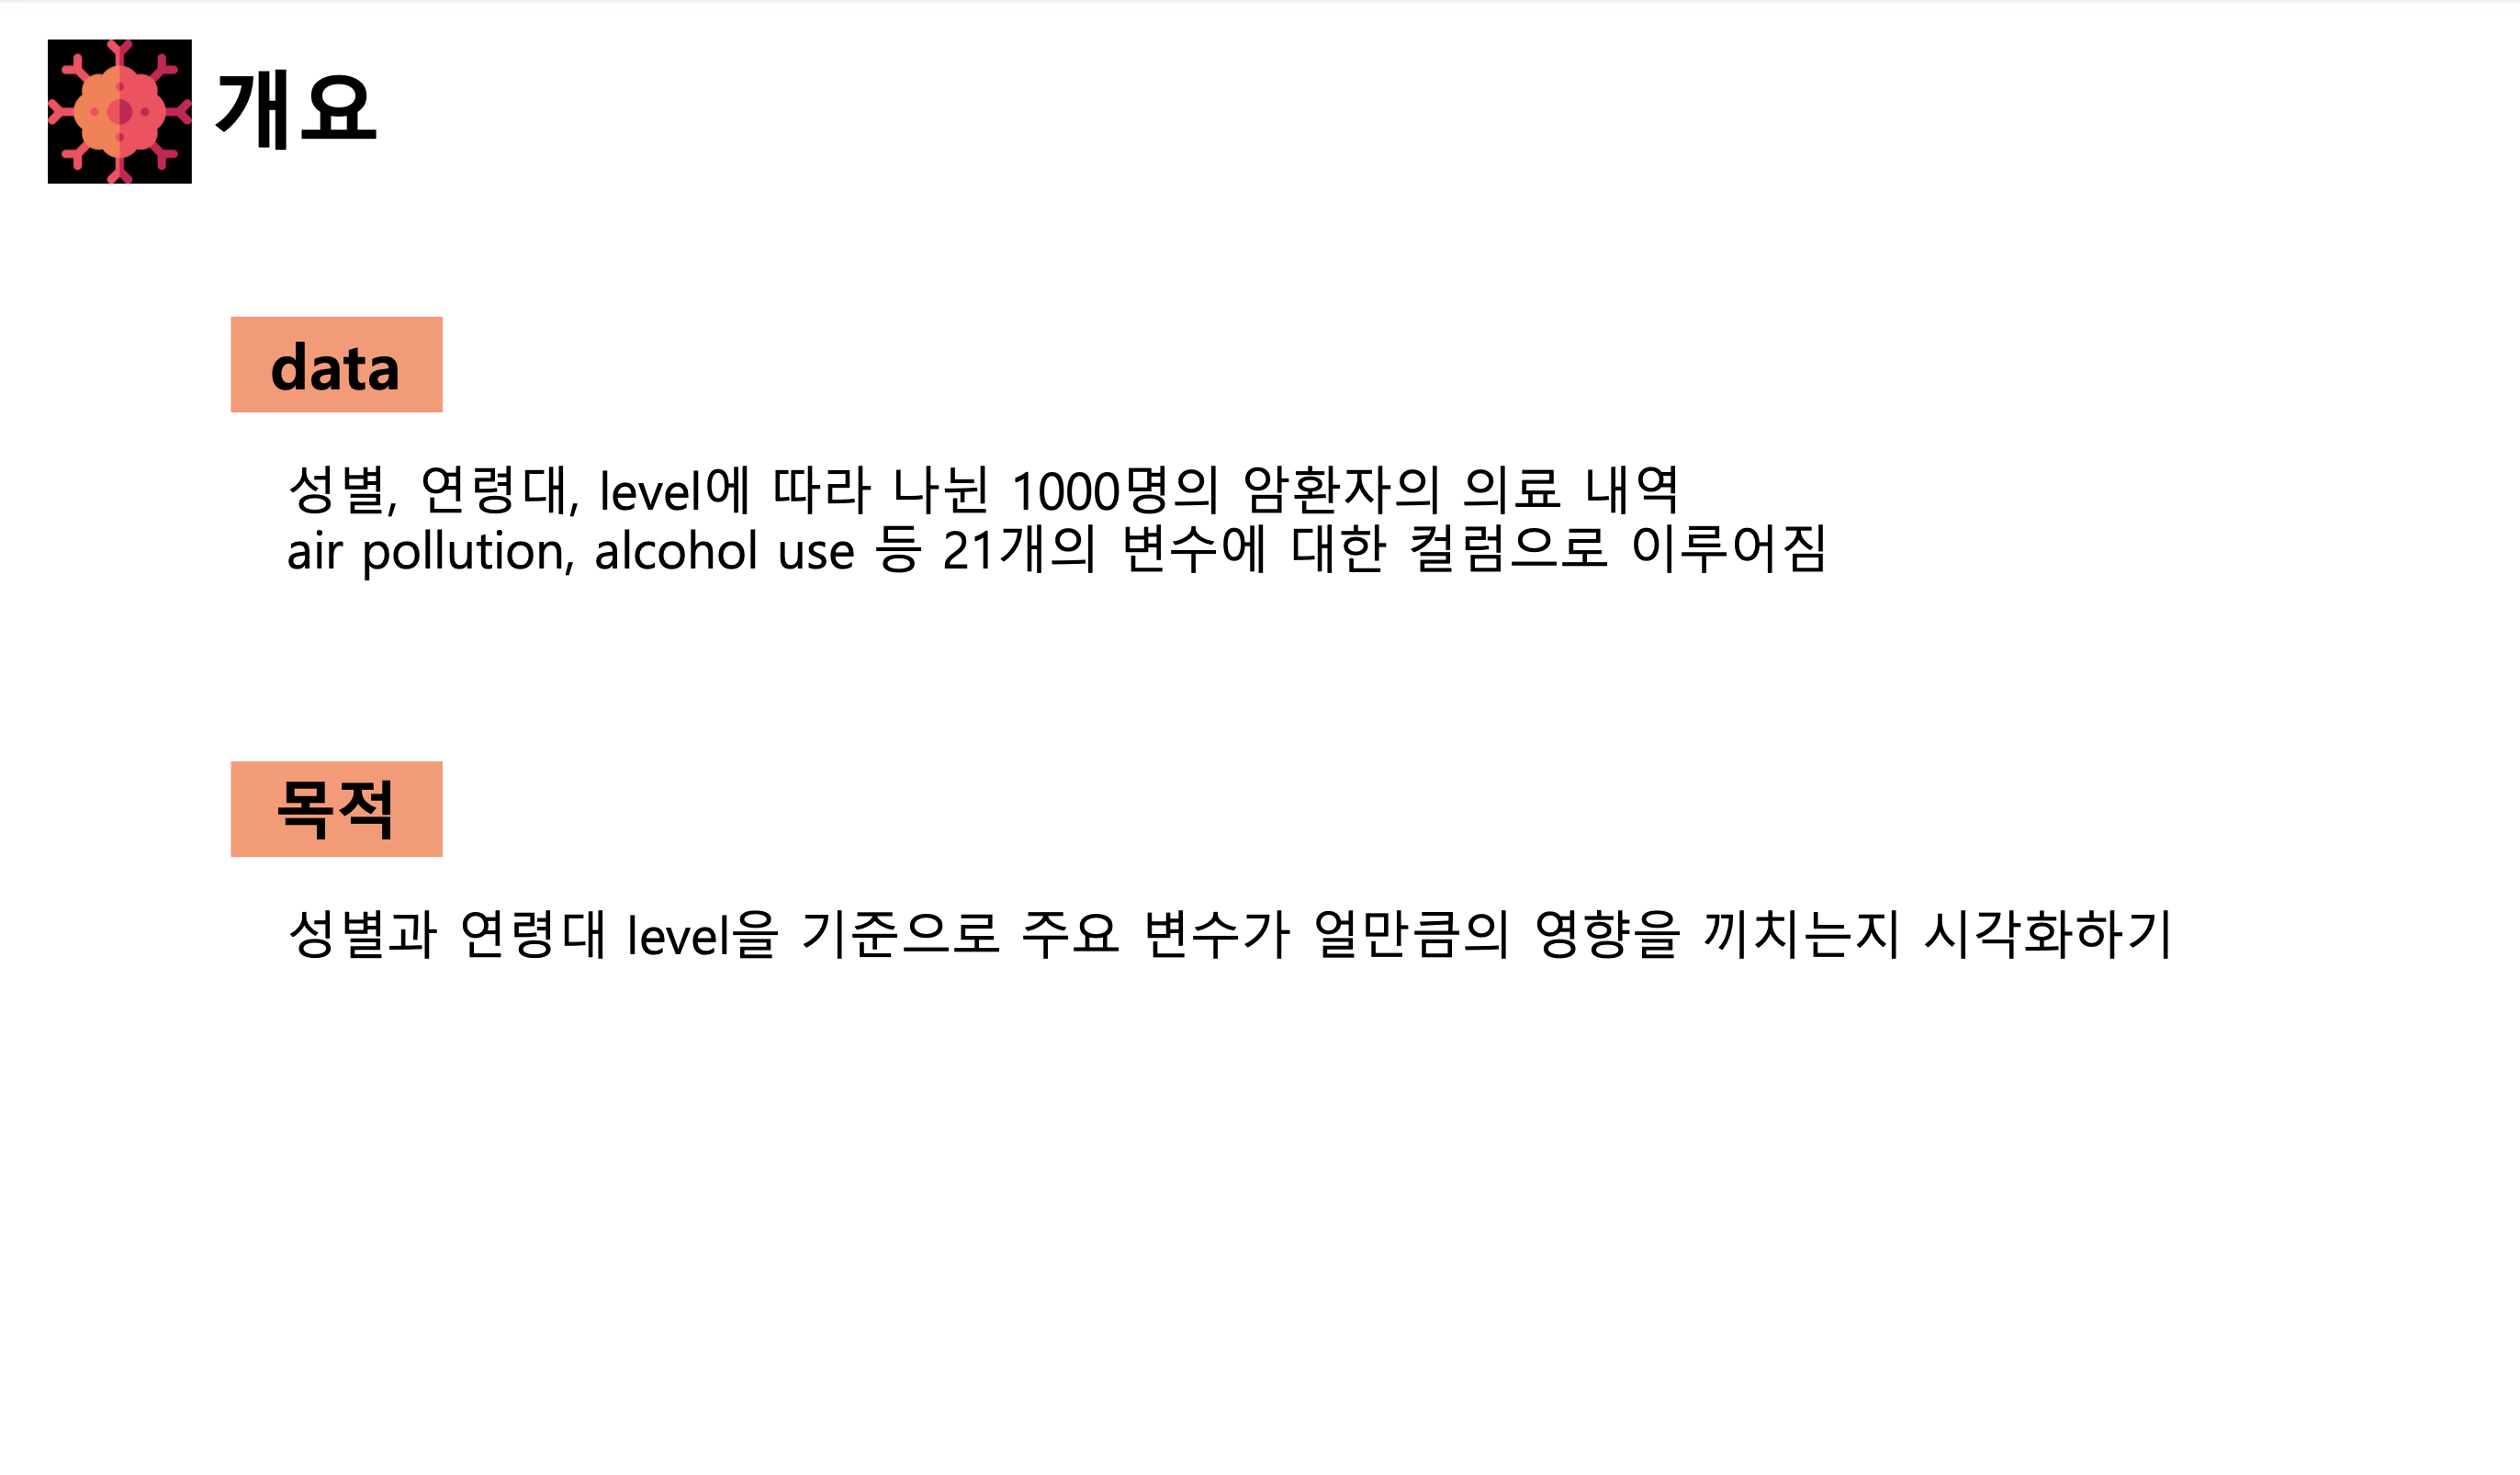 개요
data
성별, 연령대, level에 따라 나뉜 1000명의 암환자의 의료 내역
air pollution, alcohol use 등 21개의 변수에 대한 컬럼으로 이루어짐
목적
성별과 연령대 level을 기준으로 주요 변수가 얼만큼의 영향을 끼치는지 시각화하기